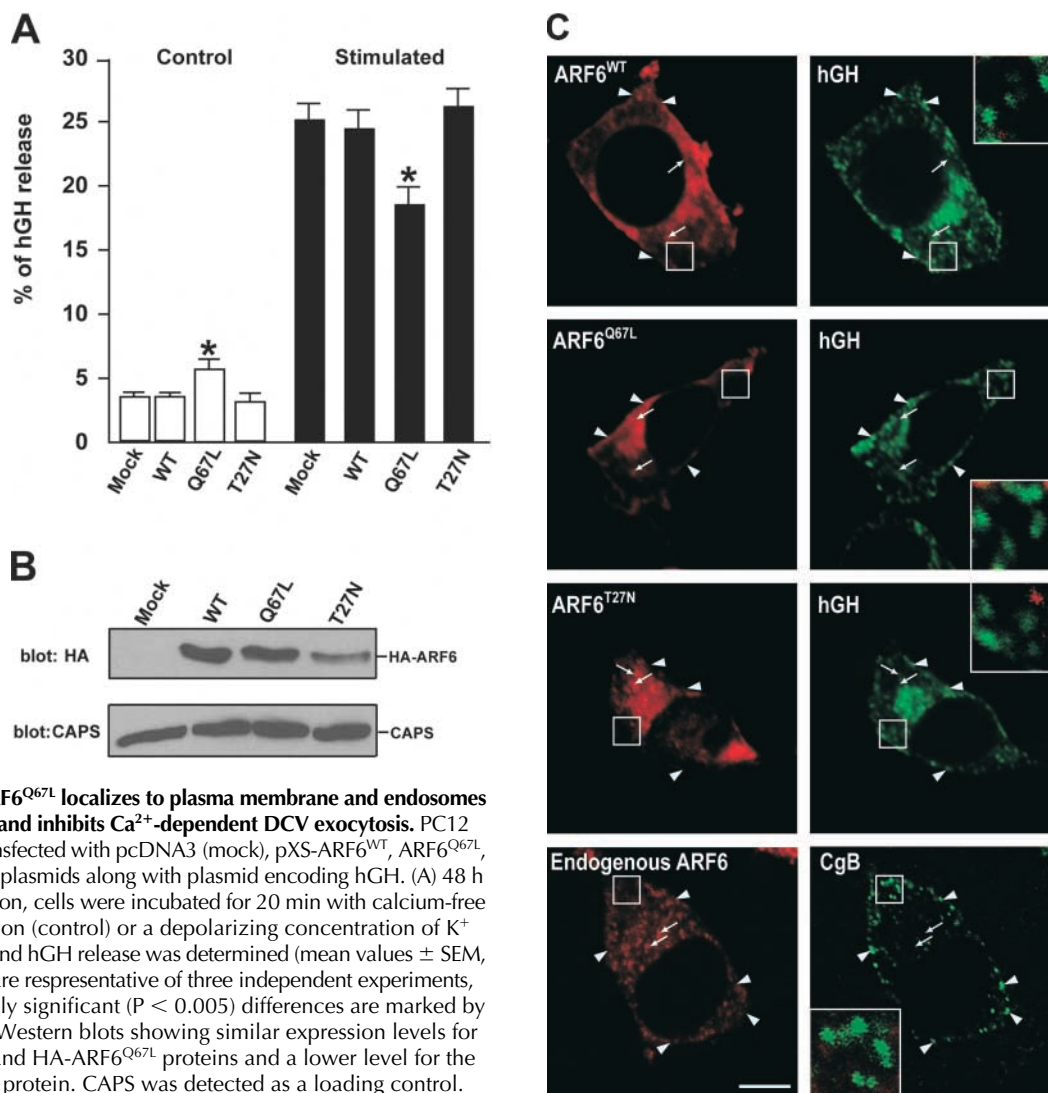 A
C
Control
Stimulated
% of hGH release
30
25
20
15
10
5
0
*
*
Mock
WT
Q67L
T27N
Mock
WT
Q67L
T27N
B
Mock
WT
Q67L
T27N
blot: HA
HA-ARF6
blot:CAPS
CAPS
F6Q67L localizes to plasma membrane and endosomes
and inhibits Ca2+-dependent DCV exocytosis. PC12
nsfected with pcDNA3 (mock), pXS-ARF6WT, ARF6Q67L,
plasmids along with plasmid encoding hGH. (A) 48 h
on, cells were incubated for 20 min with calcium-free
on (control) or a depolarizing concentration of K+
nd hGH release was determined (mean values ± SEM,
are respresentative of three independent experiments,
ly significant (P < 0.005) differences are marked by
Western blots showing similar expression levels for
and HA-ARF6Q67L proteins and a lower level for the
protein. CAPS was detected as a loading control.
ARF6WT
hGH
ARF6Q67L
hGH
ARF6T27N
hGH
Endogenous ARF6
CgB